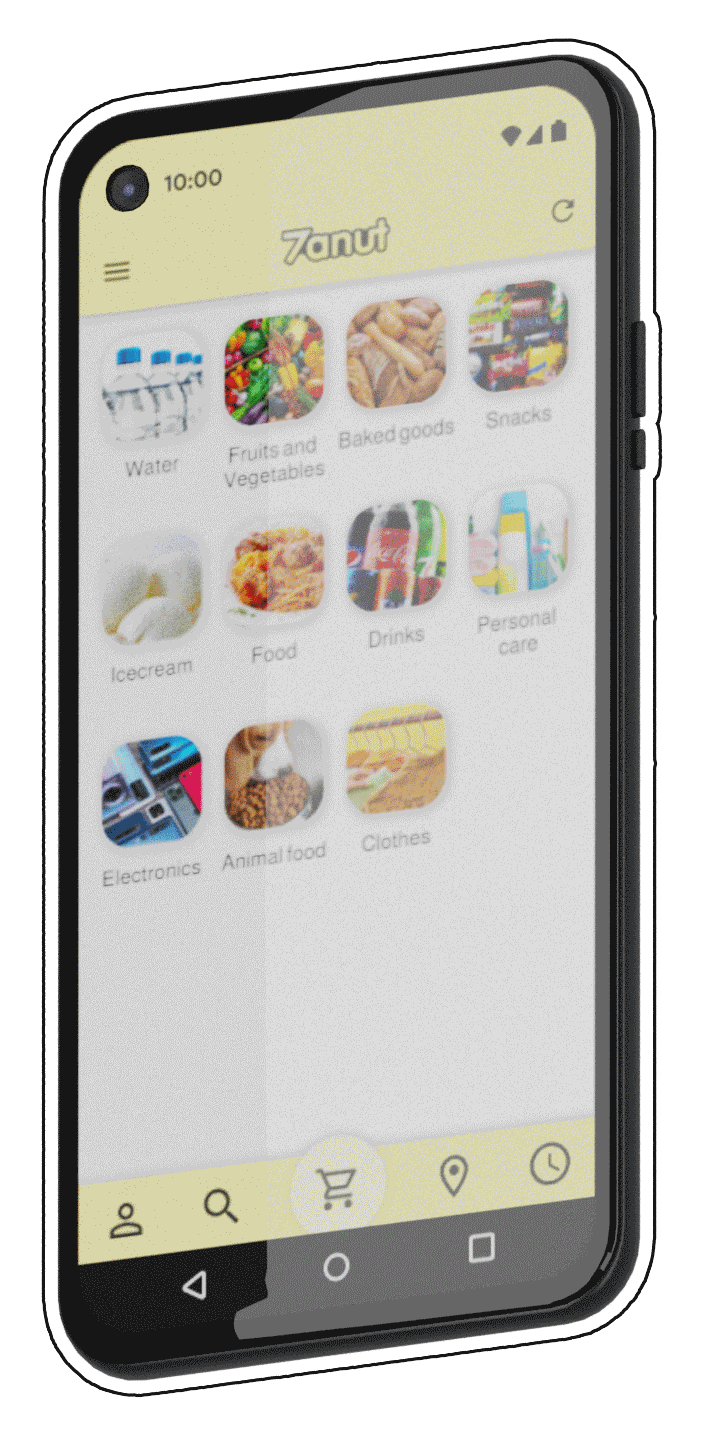 10:00
7anut
Water
Fruits and
Vegetables
Baked goods
Snacks
Icecream
Food
Drinks
Personal
care
Electronics
Animal food
Clothes